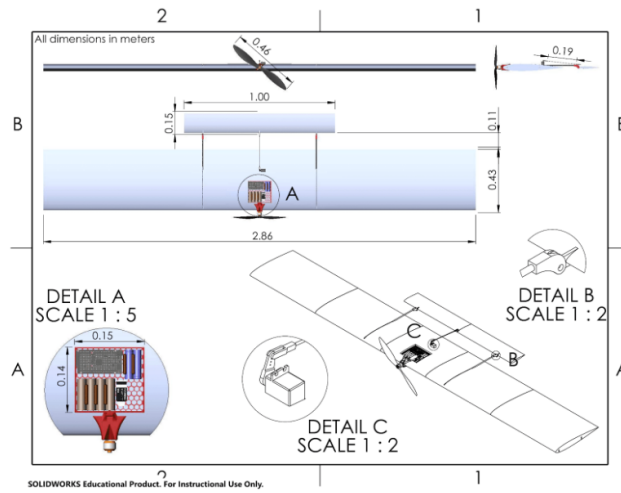 2
1
All dimensions in meters
0.46
0.19
1.00
B
0.15
0.11
A
0.43
2.86
DETAIL A
SCALE 1 : 5
0.15
0.14
DETAIL B
SCALE 1 : 2
C
B
A
A
DETAIL C
SCALE 1 : 2
1
SOLIDWORKS Educational Product. For Instructional Use Only.